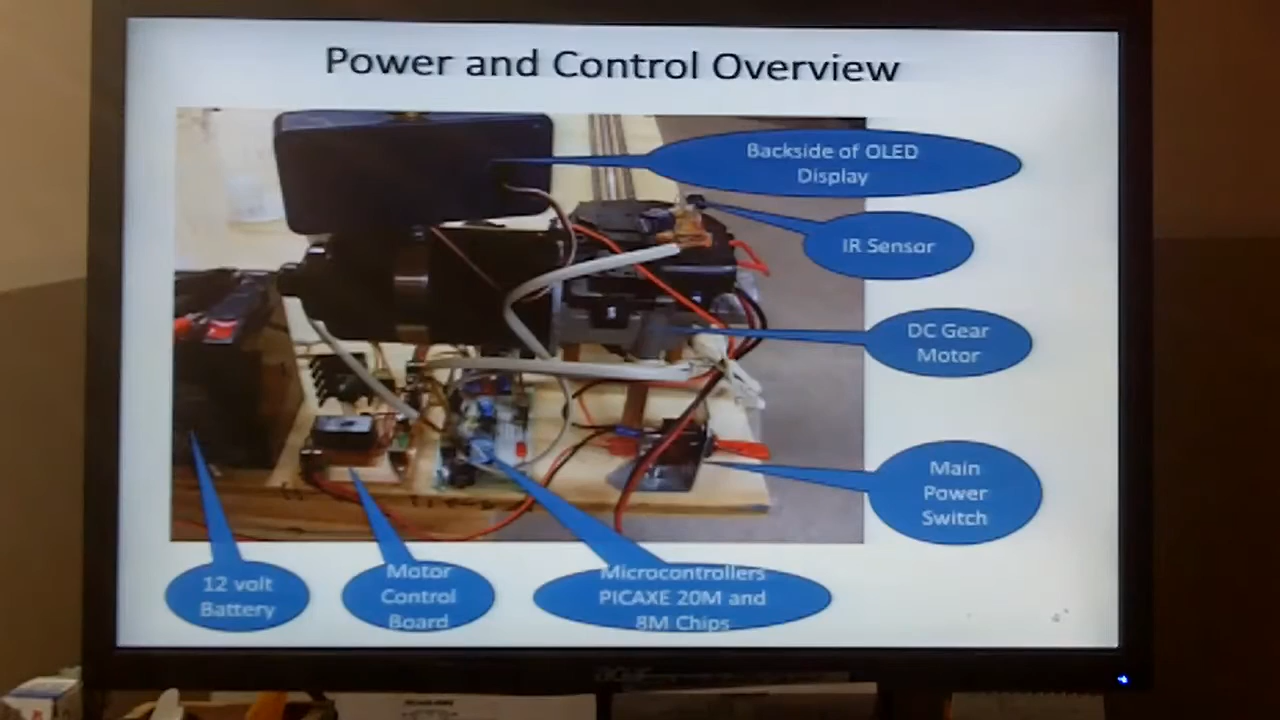 Power and Control Overview
Backside of OLED
Display
IR Sensor
DC Gear
Motor
Main
Power
Switch
12 volt
Battery
Motor
Control
Board
Microcontrollers
PICAXE 20M and
8M Chips
acer